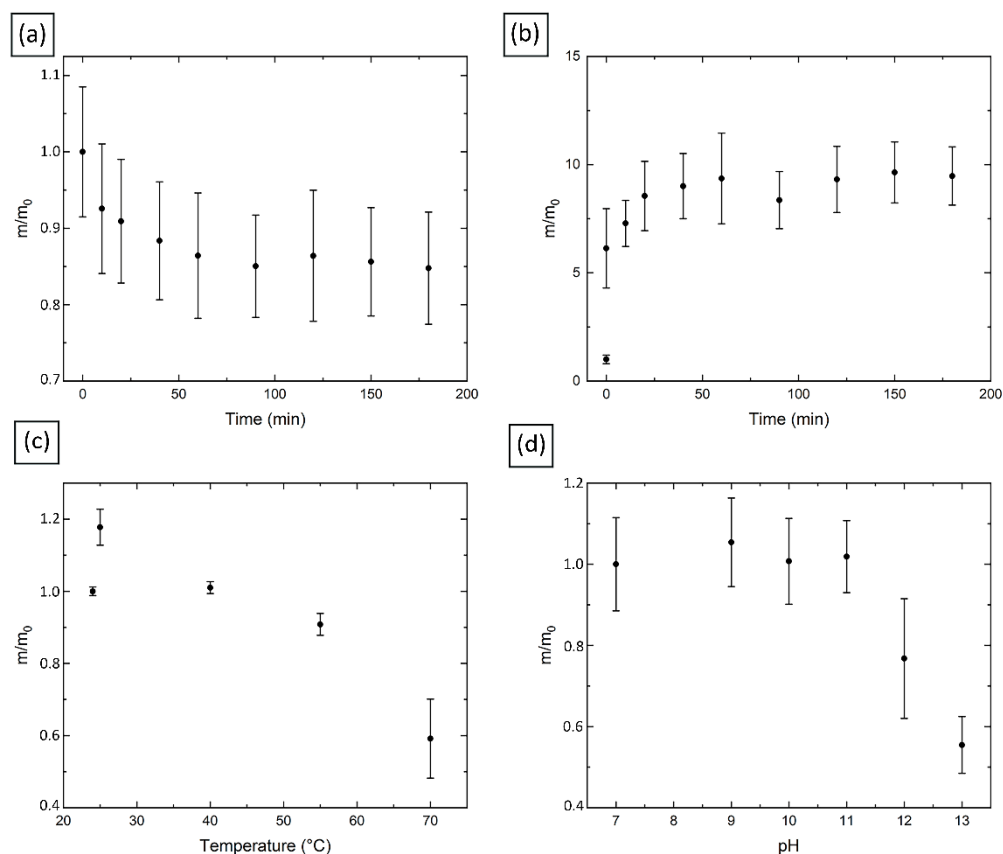 (a)
1.1
1.0
0.9
0.8
0.7
m/m0
0 50 100 150 200
Time (min)
(b)
15
10
5
0
m/m0
0 50 100 150 200
Time (min)
(c)
1.2
1.0
0.8
0.6
0.4
m/m0
20 30 40 50 60 70
Temperature (°C)
(d)
1.2
1.0
0.8
0.6
0.4
m/m0
7 8 9 10 11 12 13
pH